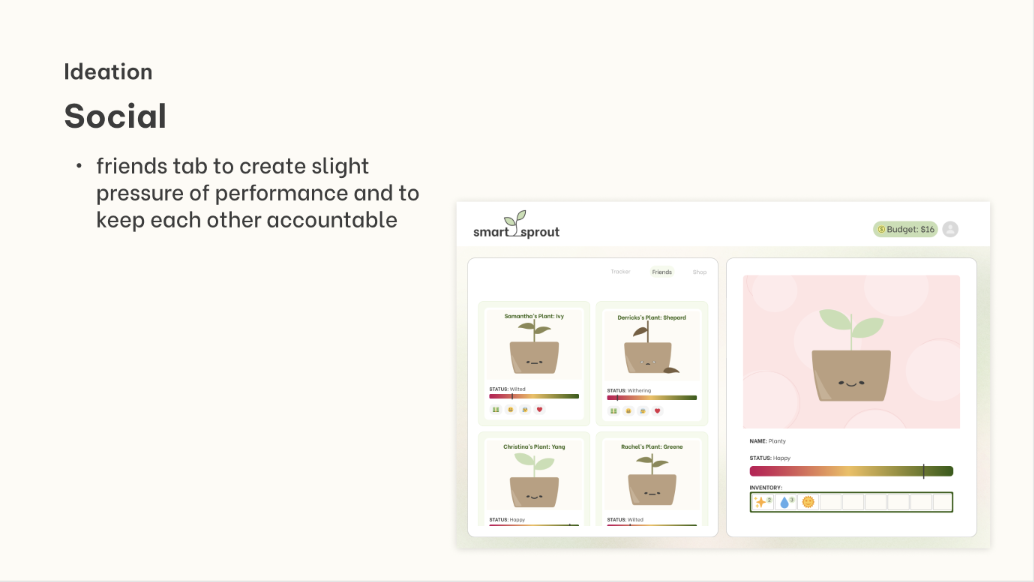 Ideation
Social
• friends tab to create slight
pressure of performance and to
keep each other accountable
smart sprout
Budget: $16
Tracker Friends Shop
Samantha's Plant: Ivy
STATUS: Wilted
Derricks's Plant: Shepard
STATUS: Withering
Christina's Plant: Yang
STATUS: Happy
Rachel's Plant: Greene
STATUS: Wilted
NAME: Planty
STATUS: Happy
INVENTORY: